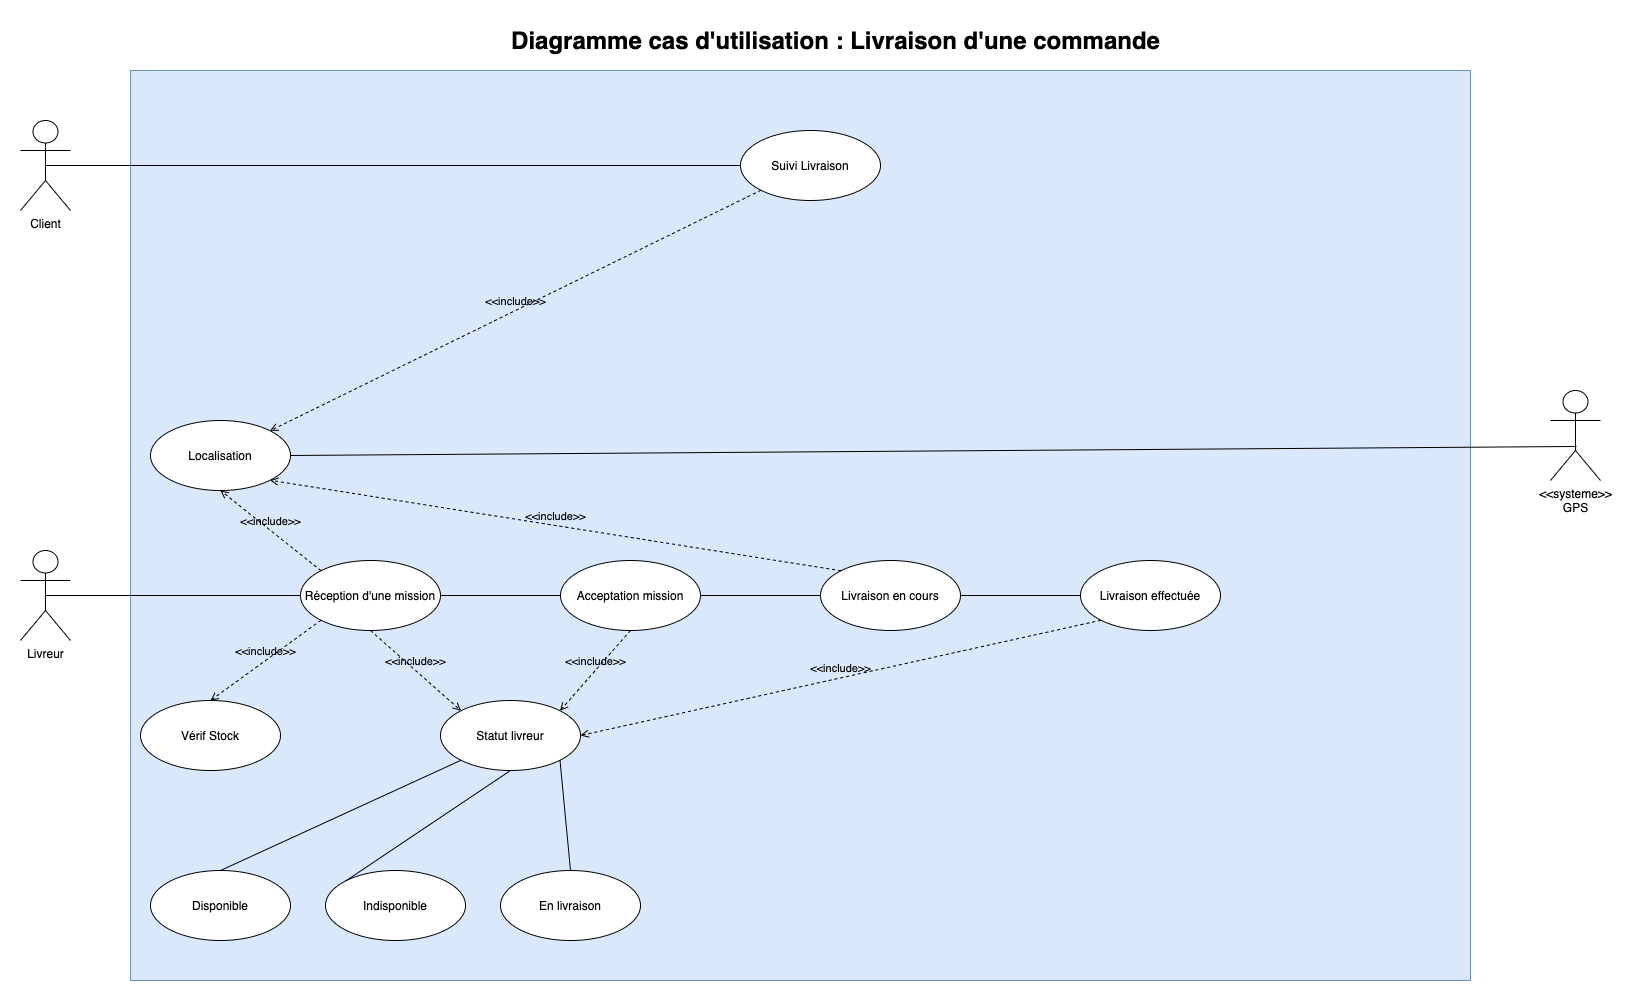 Diagramme cas d'utilisation : Livraison d'une commande
Suivi Livraison
Client
<<include>>
Localisation
<<systeme>>
GPS
<<include>>
<<include>>
Réception d'une mission
Acceptation mission
Livraison en cours
Livraison effectuée
Livreur
<<include>>
<<include>>
<<include>>
<<include>>
Vérif Stock
Statut livreur
Disponible
Indisponible
En livraison